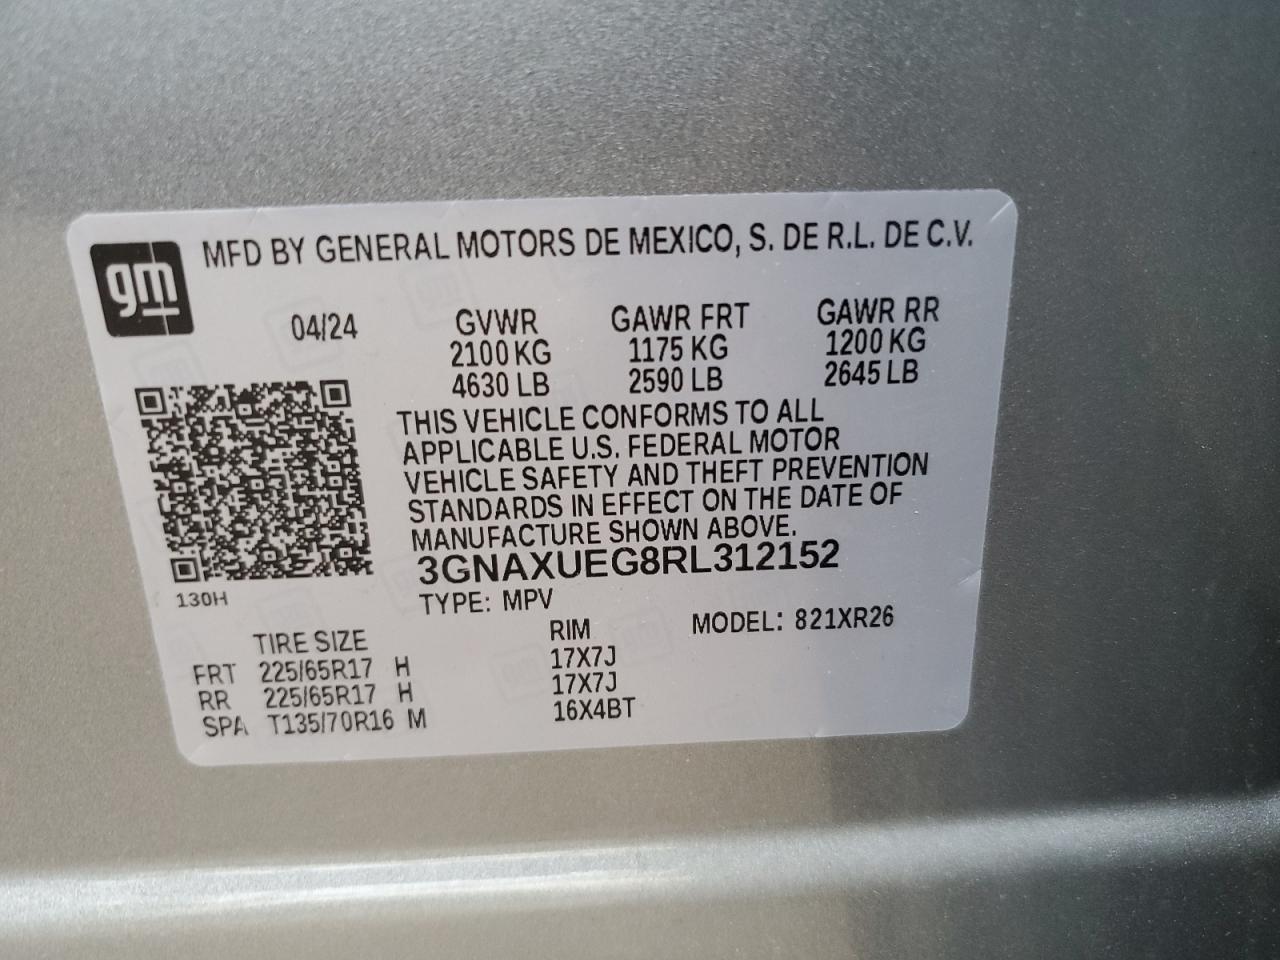 gm
MFD BY GENERAL MOTORS DE MEXICO, S. DE R.L. DE C.V.
04/24 GVWR GAWR FRT GAWR RR
2100 KG 1175 KG 1200 KG
4630 LB 2590 LB 2645 LB
THIS VEHICLE CONFORMS TO ALL
APPLICABLE U.S. FEDERAL MOTOR
VEHICLE SAFETY AND THEFT PREVENTION
STANDARDS IN EFFECT ON THE DATE OF
MANUFACTURE SHOWN ABOVE.
3GNAXUEG8RL312152
130H
TYPE: MPV
MODEL: 821XR26
TIRE SIZE RIM
FRT 225/65R17 H 17X7J
RR 225/65R17 H 17X7J
SPA T135/70R16 M 16X4BT